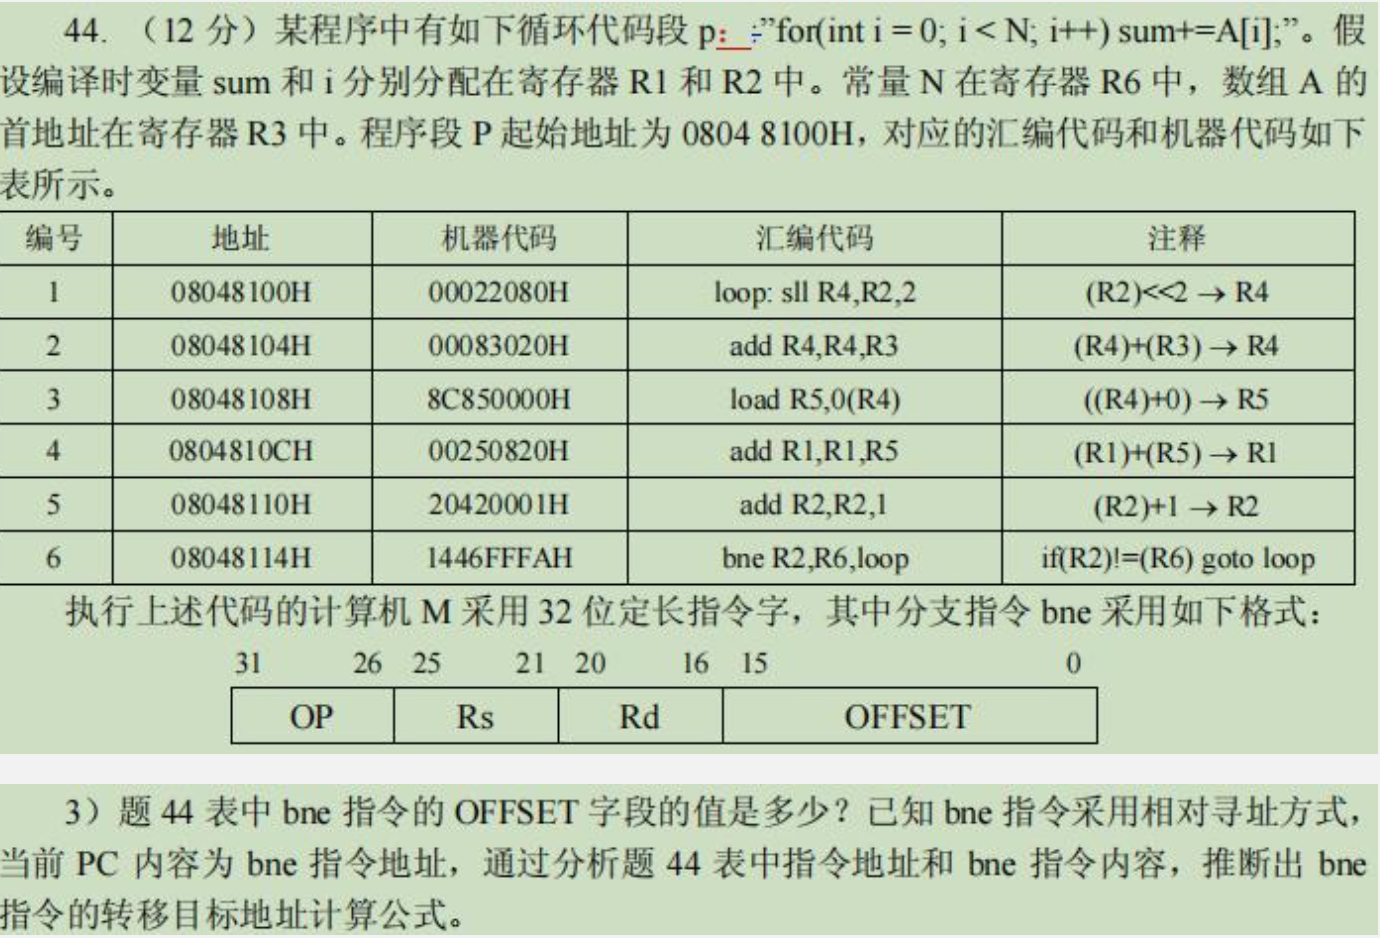 44. （12 分）某程序中有如下循环代码段 p：:”for(int i = 0; i < N; i++) sum+=A[i];”。假
设编译时变量 sum 和 i 分别分配在寄存器 R1 和 R2 中。常量 N 在寄存器 R6 中，数组 A 的
首地址在寄存器 R3 中。程序段 P 起始地址为 0804 8100H，对应的汇编代码和机器代码如下
表所示。
编号 地址 机器代码 汇编代码 注释
1 08048100H 00022080H loop: sll R4,R2,2 (R2)<<2 → R4
2 08048104H 00083020H add R4,R4,R3 (R4)+(R3) → R4
3 08048108H 8C850000H load R5,0(R4) ((R4)+0) → R5
4 0804810CH 00250820H add R1,R1,R5 (R1)+(R5) → R1
5 08048110H 20420001H add R2,R2,1 (R2)+1 → R2
6 08048114H 1446FFFAH bne R2,R6,loop if(R2)!=(R6) goto loop
执行上述代码的计算机 M 采用 32 位定长指令字，其中分支指令 bne 采用如下格式：
31 26 25 21 20 16 15 0
OP Rs Rd OFFSET
3）题 44 表中 bne 指令的 OFFSET 字段的值是多少？已知 bne 指令采用相对寻址方式，
当前 PC 内容为 bne 指令地址，通过分析题 44 表中指令地址和 bne 指令内容，推断出 bne
指令的转移目标地址计算公式。